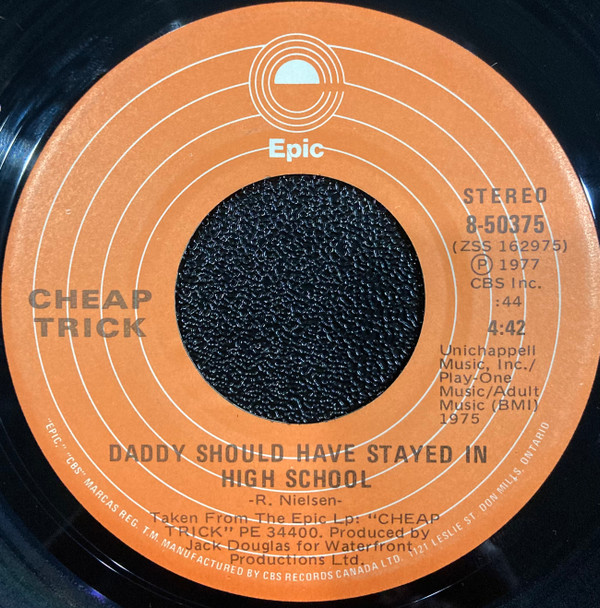 Epic
STEREO
8-50375
(ZSS 162975)
Ⓟ 1977
CBS Inc.
:44
4:42
CHEAP
TRICK
Unichappell
Music, Inc./
Play-One
Music/Adult
Music (BMI)
1975
DADDY SHOULD HAVE STAYED IN
HIGH SCHOOL
-R. Nielsen-
Taken From The Epic Lp: "CHEAP
TRICK" PE 34400. Produced by
Jack Douglas for Waterfront
Productions Ltd.
"EPIC," "CBS" MARCAS REG. T.M. MANUFACTURED BY CBS RECORDS CANADA LTD. 1121 LESLIE ST. DON MILLS, ONTARIO